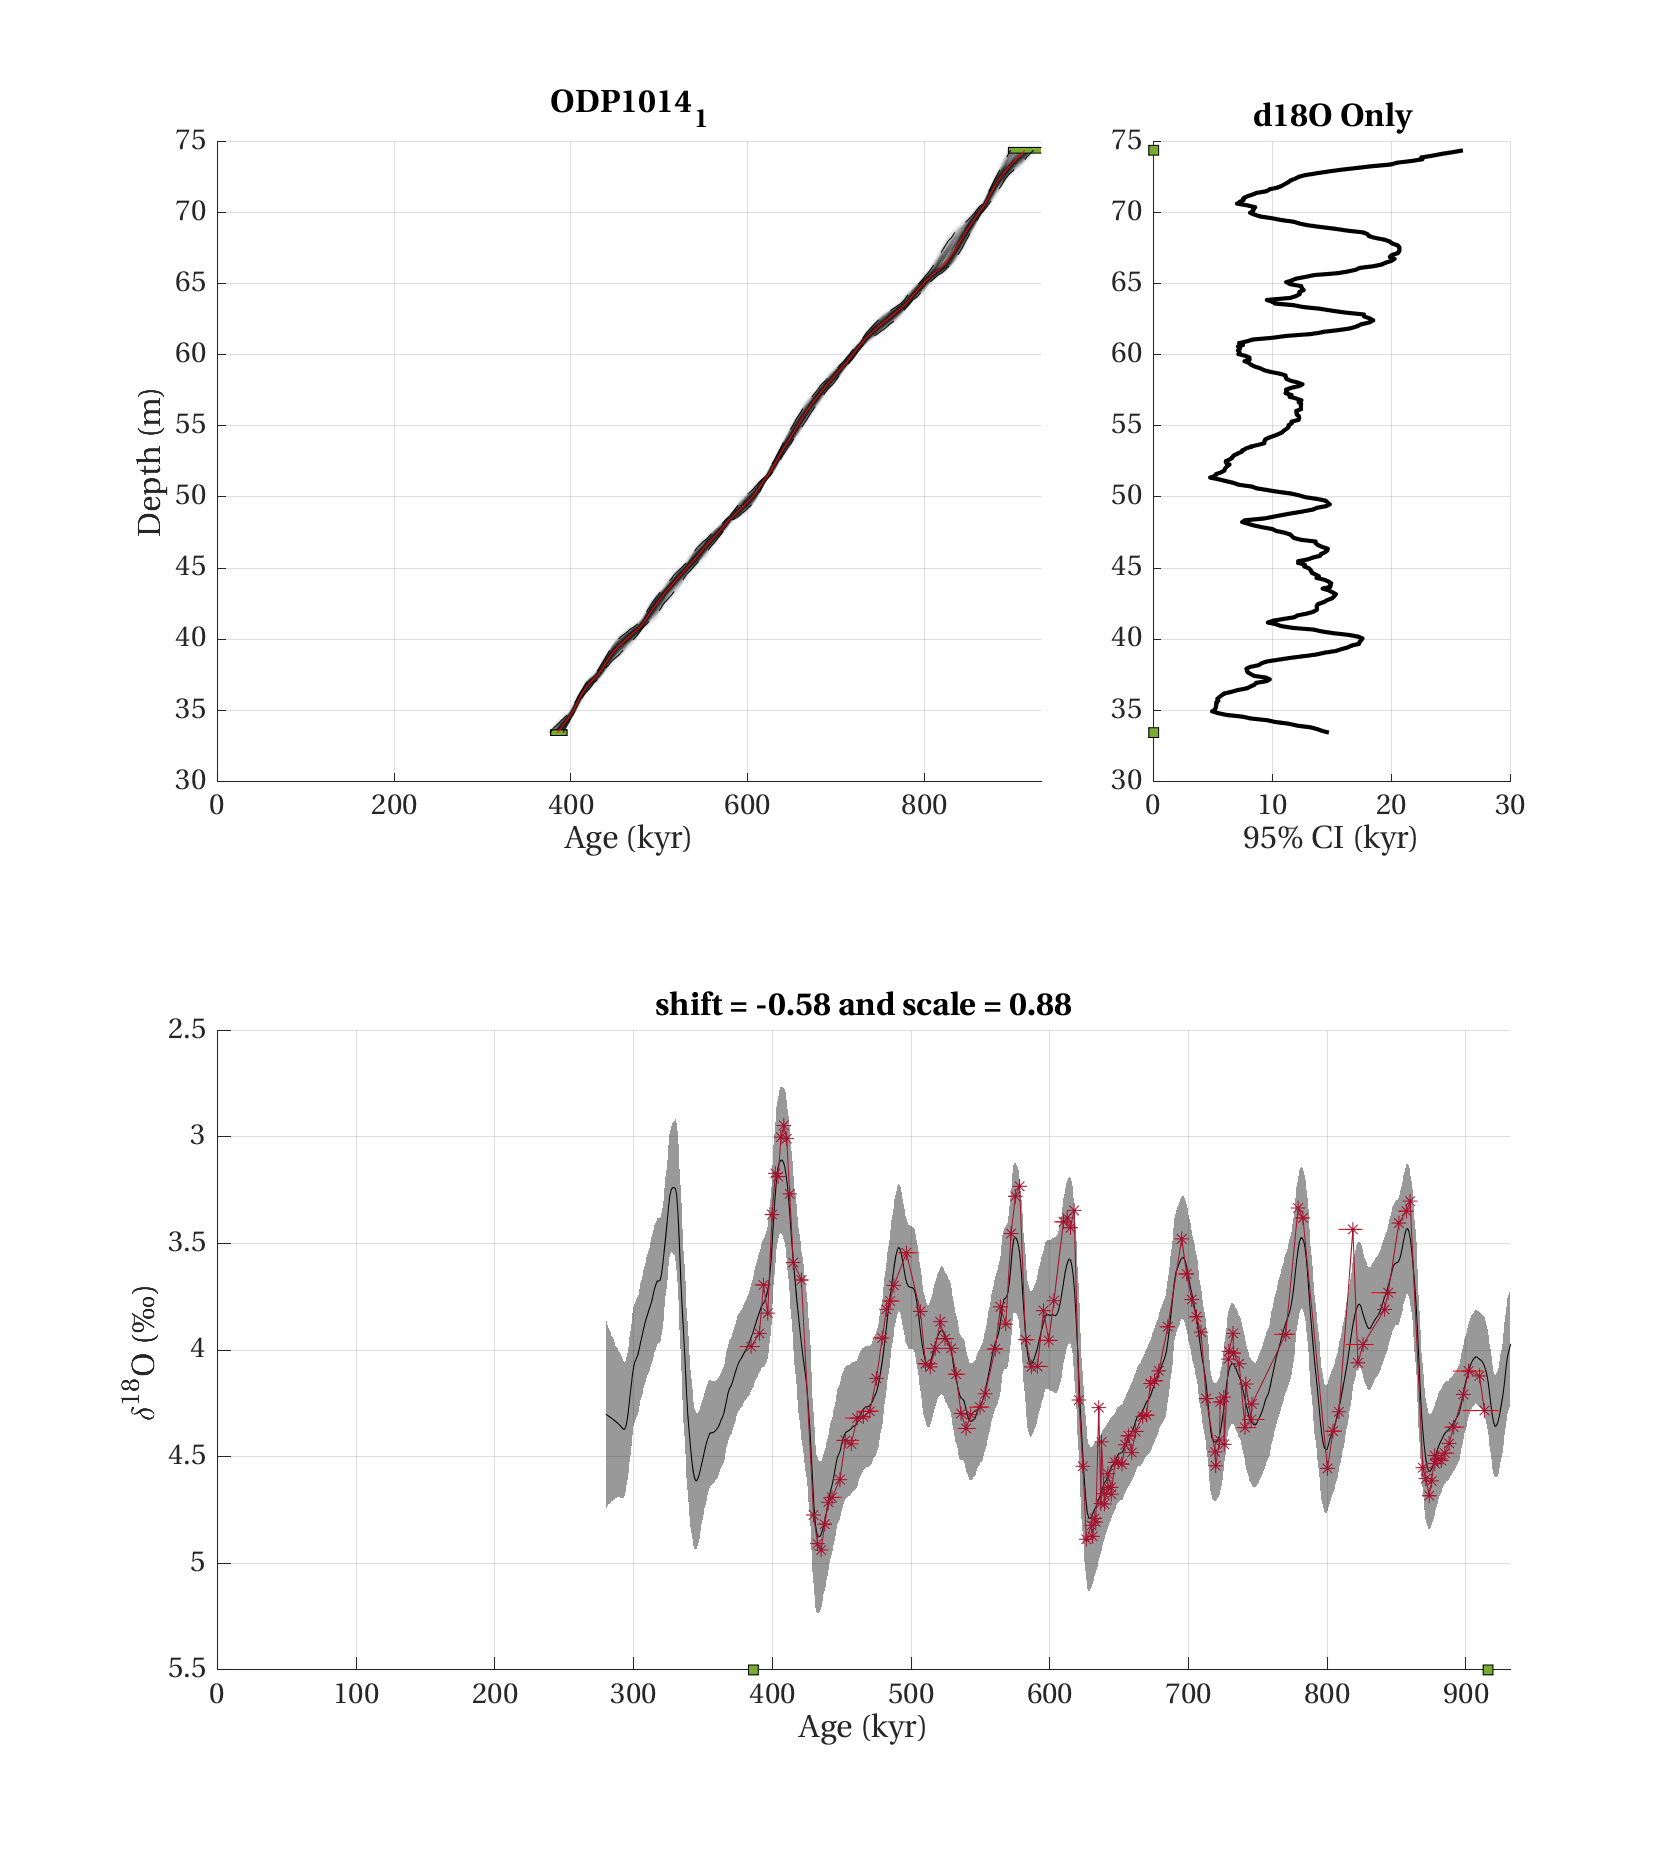 ODP1014₁
d18O Only
75
70
65
60
55
50
45
40
35
30
Depth (m)
0 200 400 600 800
Age (kyr)
75
70
65
60
55
50
45
40
35
30
0 10 20 30
95% CI (kyr)
shift = -0.58 and scale = 0.88
2.5
3
3.5
4
4.5
5
5.5
δ¹⁸O (‰)
0 100 200 300 400 500 600 700 800 900
Age (kyr)